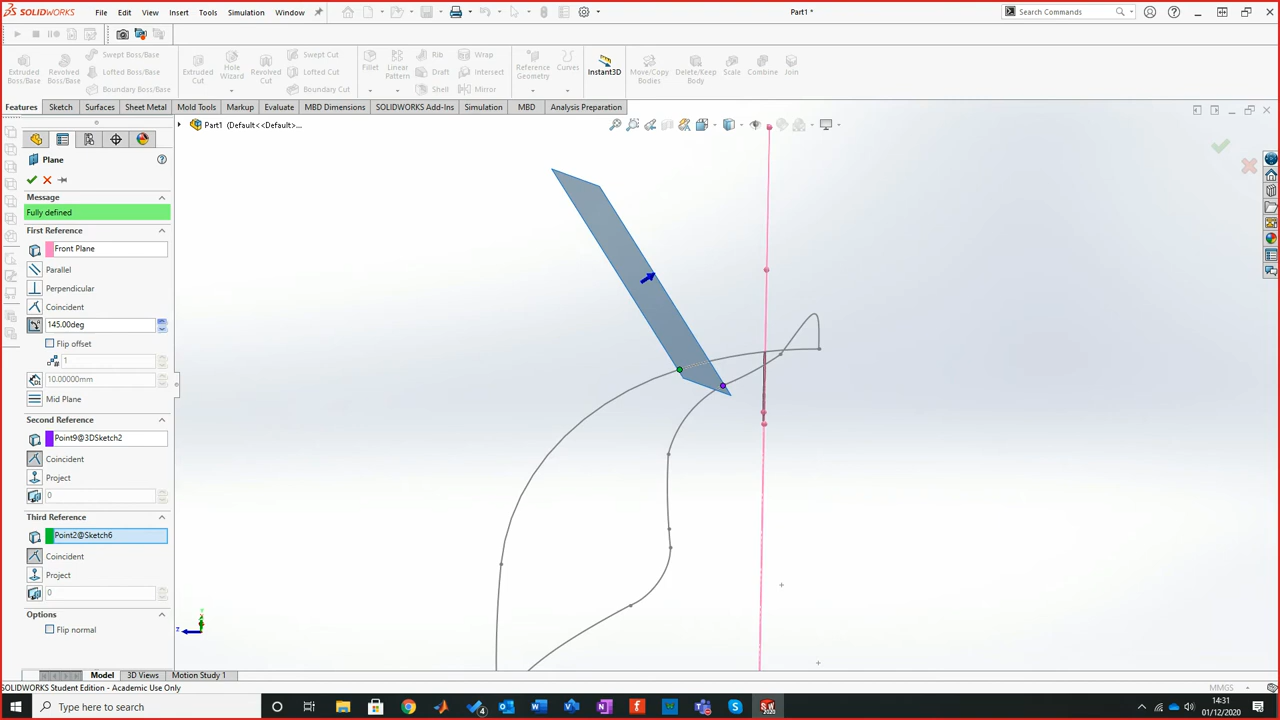 SOLIDWORKS File Edit View Insert Tools Simulation Window Part1 * Search Commands
Extruded Boss/Base Revolved Boss/Base Swept Boss/Base Lofted Boss/Base Boundary Boss/Base Extruded Cut Hole Wizard Revolved Cut Swept Cut Lofted Cut Boundary Cut Fillet Linear Pattern Rib Draft Shell Wrap Intersect Mirror Reference Geometry Curves Instant3D Move/Copy Bodies Delete/Keep Body Scale Combine Join
Features Sketch Surfaces Sheet Metal Mold Tools Markup Evaluate MBD Dimensions SOLIDWORKS Add-Ins Simulation MBD Analysis Preparation
Part1 (Default<<Default>...
Plane
Message
Fully defined
First Reference
Front Plane
Parallel
Perpendicular
Coincident
145.00deg
Flip offset
1
10.00000mm
Mid Plane
Second Reference
Point9@3DSketch2
Coincident
Project
0
Third Reference
Point2@Sketch6
Coincident
Project
0
Options
Flip normal
Y
Z
Model 3D Views Motion Study 1
SOLIDWORKS Student Edition - Academic Use Only MMGS
Type here to search
14:31
01/12/2020